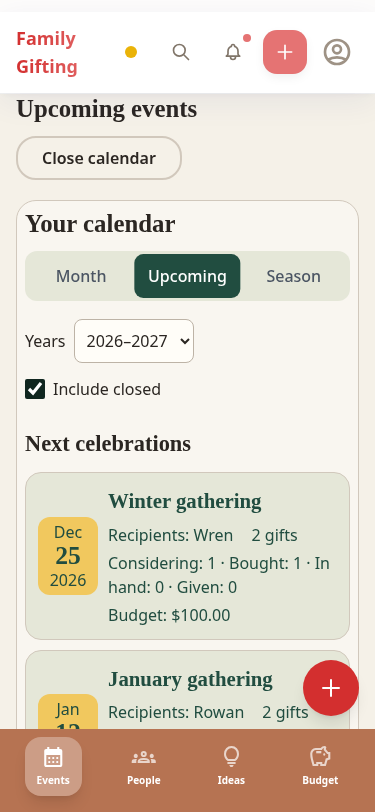 Family
Gifting
Upcoming events
Close calendar
Your calendar
Month Upcoming Season
Years 2026–2027
Include closed
Next celebrations
Winter gathering
Dec
25
2026
Recipients: Wren 2 gifts
Considering: 1 · Bought: 1 · In
hand: 0 · Given: 0
Budget: $100.00
January gathering
Jan
Recipients: Rowan 2 gifts
Events People Ideas Budget